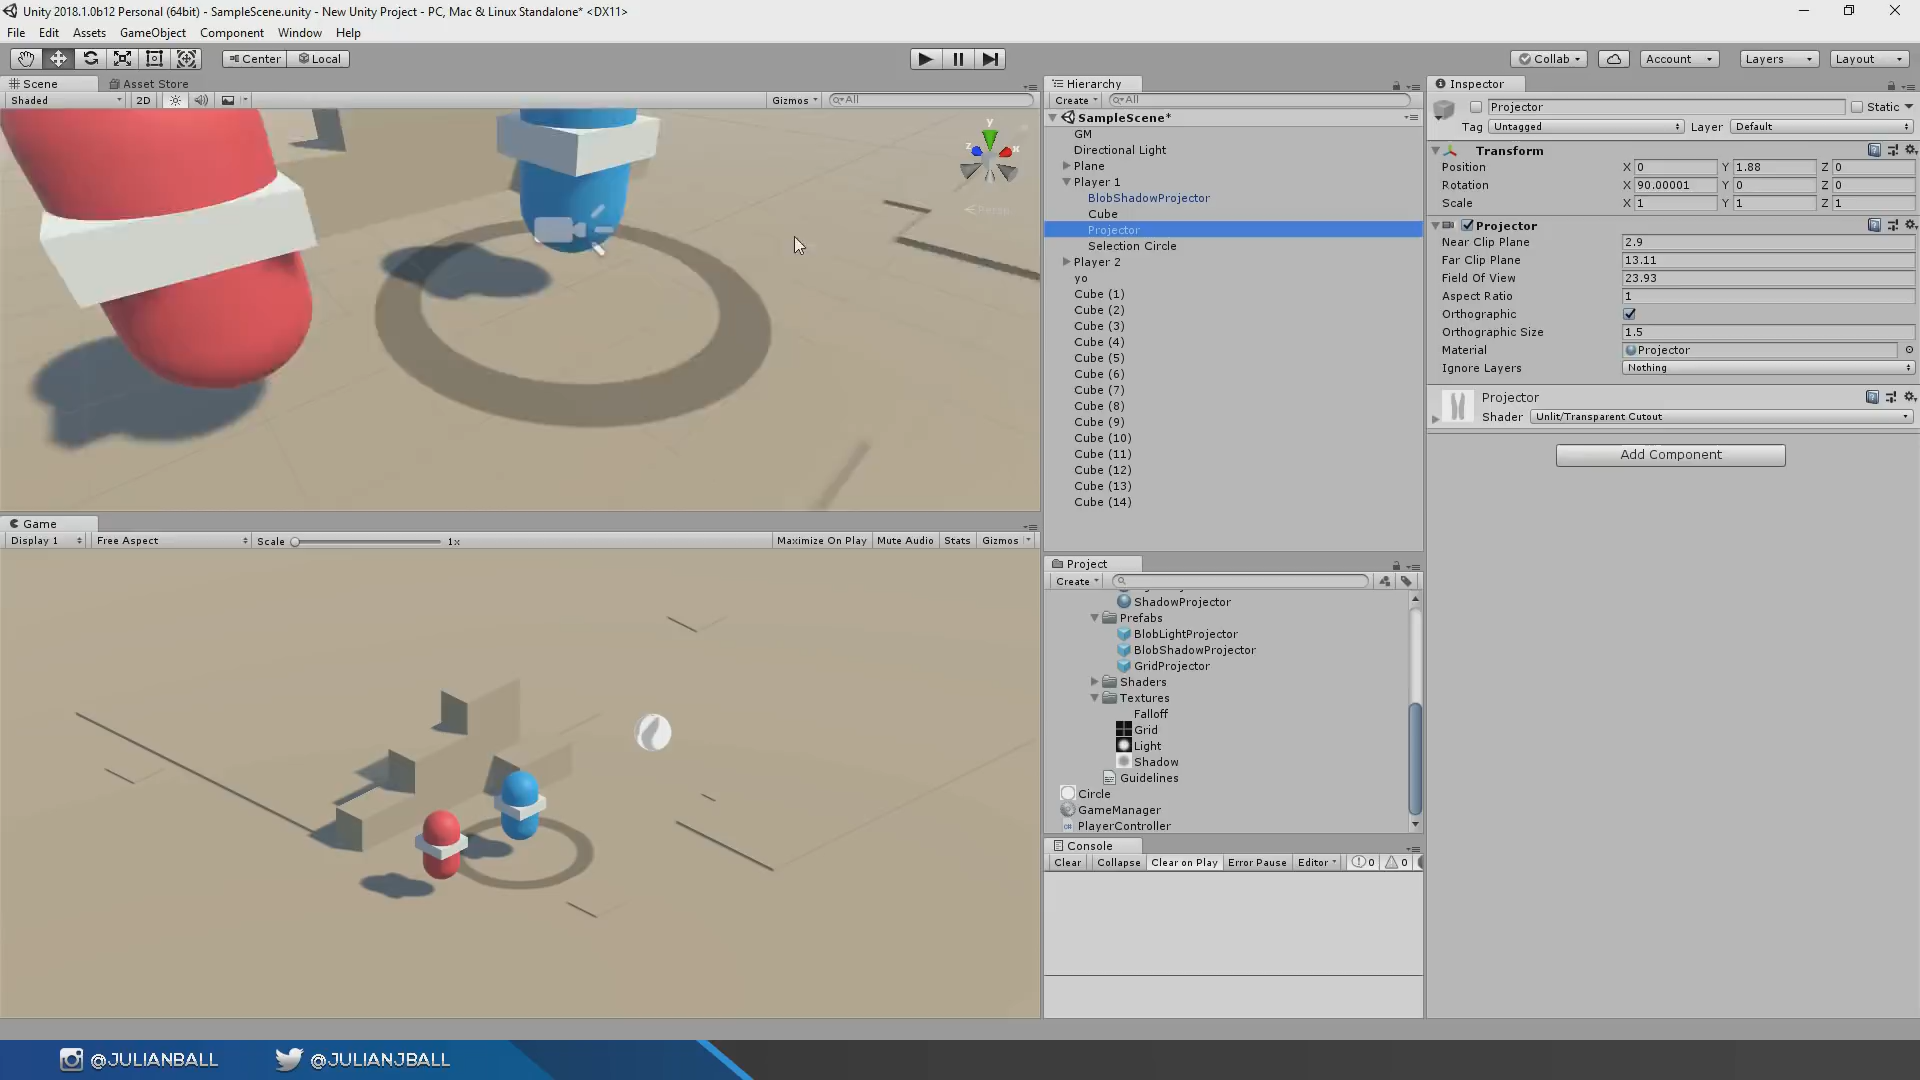 Unity 2018.1.0b12 Personal (64bit) - SampleScene.unity - New Unity Project - PC, Mac & Linux Standalone* <DX11>
File Edit Assets GameObject Component Window Help
Center Local Collab Account Layers Layout
Scene Asset Store
Shaded 2D Gizmos All
y
z x
Persp
Game
Display 1 Free Aspect Scale 1x Maximize On Play Mute Audio Stats Gizmos
Hierarchy
Create All
SampleScene*
GM
Directional Light
Plane
Player 1
BlobShadowProjector
Cube
Projector
Selection Circle
Player 2
yo
Cube (1)
Cube (2)
Cube (3)
Cube (4)
Cube (5)
Cube (6)
Cube (7)
Cube (8)
Cube (9)
Cube (10)
Cube (11)
Cube (12)
Cube (13)
Cube (14)
Project
Create
ShadowProjector
Prefabs
BlobLightProjector
BlobShadowProjector
GridProjector
Shaders
Textures
Falloff
Grid
Light
Shadow
Guidelines
Circle
GameManager
PlayerController
Console
Clear Collapse Clear on Play Error Pause Editor 0 0
Inspector
Projector Static
Tag Untagged Layer Default
Transform
Position X 0 Y 1.88 Z 0
Rotation X 90.00001 Y 0 Z 0
Scale X 1 Y 1 Z 1
Projector
Near Clip Plane 2.9
Far Clip Plane 13.11
Field Of View 23.93
Aspect Ratio 1
Orthographic
Orthographic Size 1.5
Material Projector
Ignore Layers Nothing
Projector
Shader Unlit/Transparent Cutout
Add Component
@JULIANBALL @JULIANJBALL